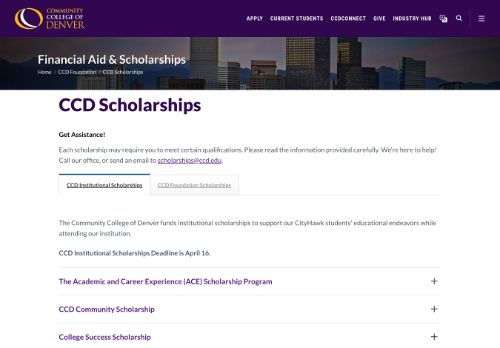 COMMUNITY
COLLEGE OF
DENVER
APPLY CURRENT STUDENTS CCDCONNECT GIVE INDUSTRY HUB
Financial Aid & Scholarships
Home / CCD Foundation / CCD Scholarships
CCD Scholarships
Get Assistance!
Each scholarship may require you to meet certain qualifications. Please read the information provided carefully. We're here to help!
Call our office, or send an email to scholarships@ccd.edu.
CCD Institutional Scholarships CCD Foundation Scholarships
The Community College of Denver funds institutional scholarships to support our CityHawk students' educational endeavors while
attending our institution.
CCD Institutional Scholarships Deadline is April 16.
The Academic and Career Experience (ACE) Scholarship Program
CCD Community Scholarship
College Success Scholarship